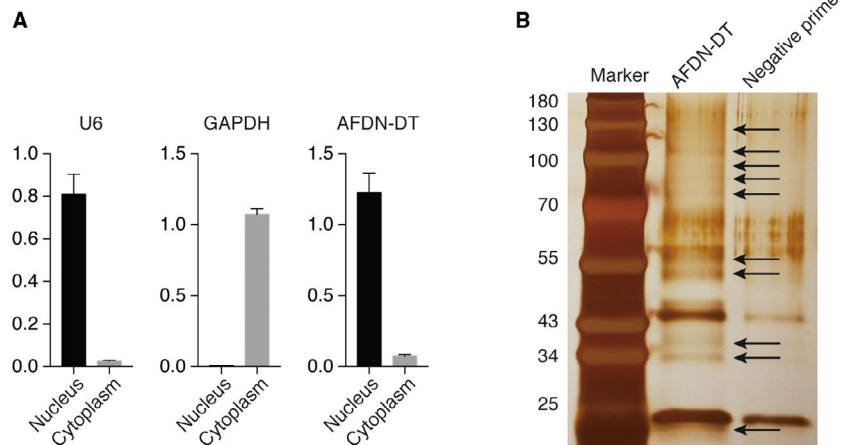 A
U6
1.0
0.8
0.6
0.4
0.2
0.0
Nucleus
Cytoplasm
GAPDH
1.5
1.0
0.5
0.0
Nucleus
Cytoplasm
AFDN-DT
1.5
1.0
0.5
0.0
Nucleus
Cytoplasm
B
Marker
AFDN-DT
Negative prime
180
130
100
70
55
43
34
25